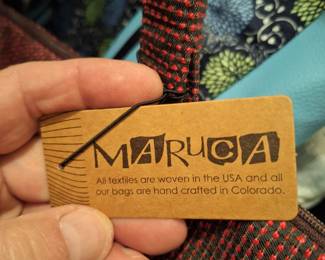 MARUCA
All textiles are woven in the USA and all
our bags are hand crafted in Colorado.